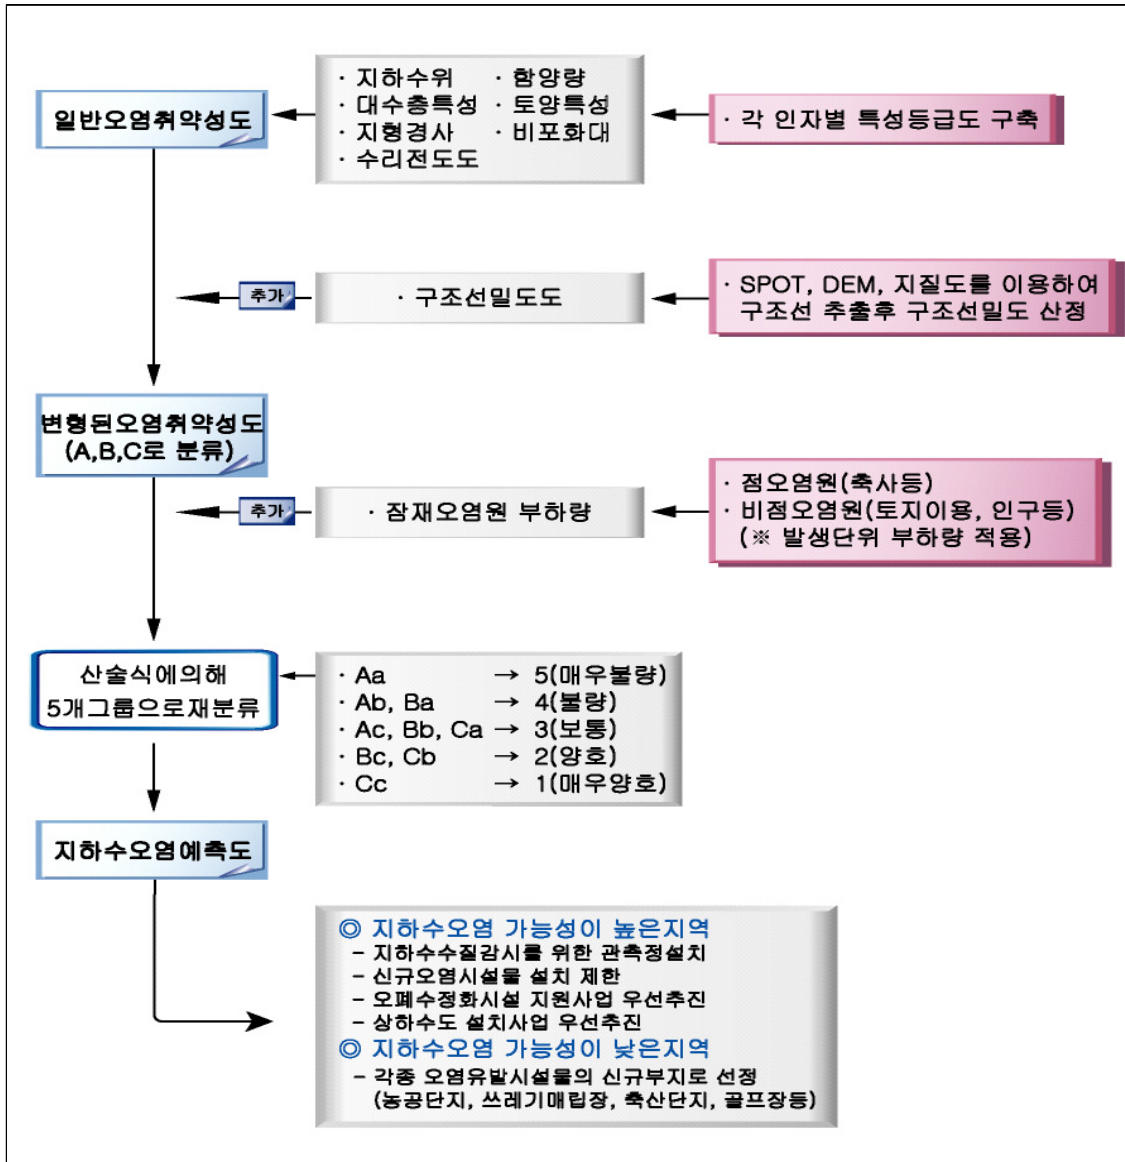 일반오염취약성도
· 지하수위 · 함양량
· 대수층특성 · 토양특성
· 지형경사 · 비포화대
· 수리전도도
· 각 인자별 특성등급도 구축
추가
· 구조선밀도도
· SPOT, DEM, 지질도를 이용하여
구조선 추출후 구조선밀도 산정
변형된오염취약성도
(A,B,C로 분류)
추가
· 잠재오염원 부하량
· 점오염원(축사등)
· 비점오염원(토지이용, 인구등)
(※ 발생단위 부하량 적용)
산술식에의해
5개그룹으로재분류
· Aa → 5(매우불량)
· Ab, Ba → 4(불량)
· Ac, Bb, Ca → 3(보통)
· Bc, Cb → 2(양호)
· Cc → 1(매우양호)
지하수오염예측도
◎ 지하수오염 가능성이 높은지역
– 지하수수질감시를 위한 관측정설치
– 신규오염시설물 설치 제한
– 오폐수정화시설 지원사업 우선추진
– 상하수도 설치사업 우선추진
◎ 지하수오염 가능성이 낮은지역
– 각종 오염유발시설물의 신규부지로 선정
(농공단지, 쓰레기매립장, 축산단지, 골프장등)